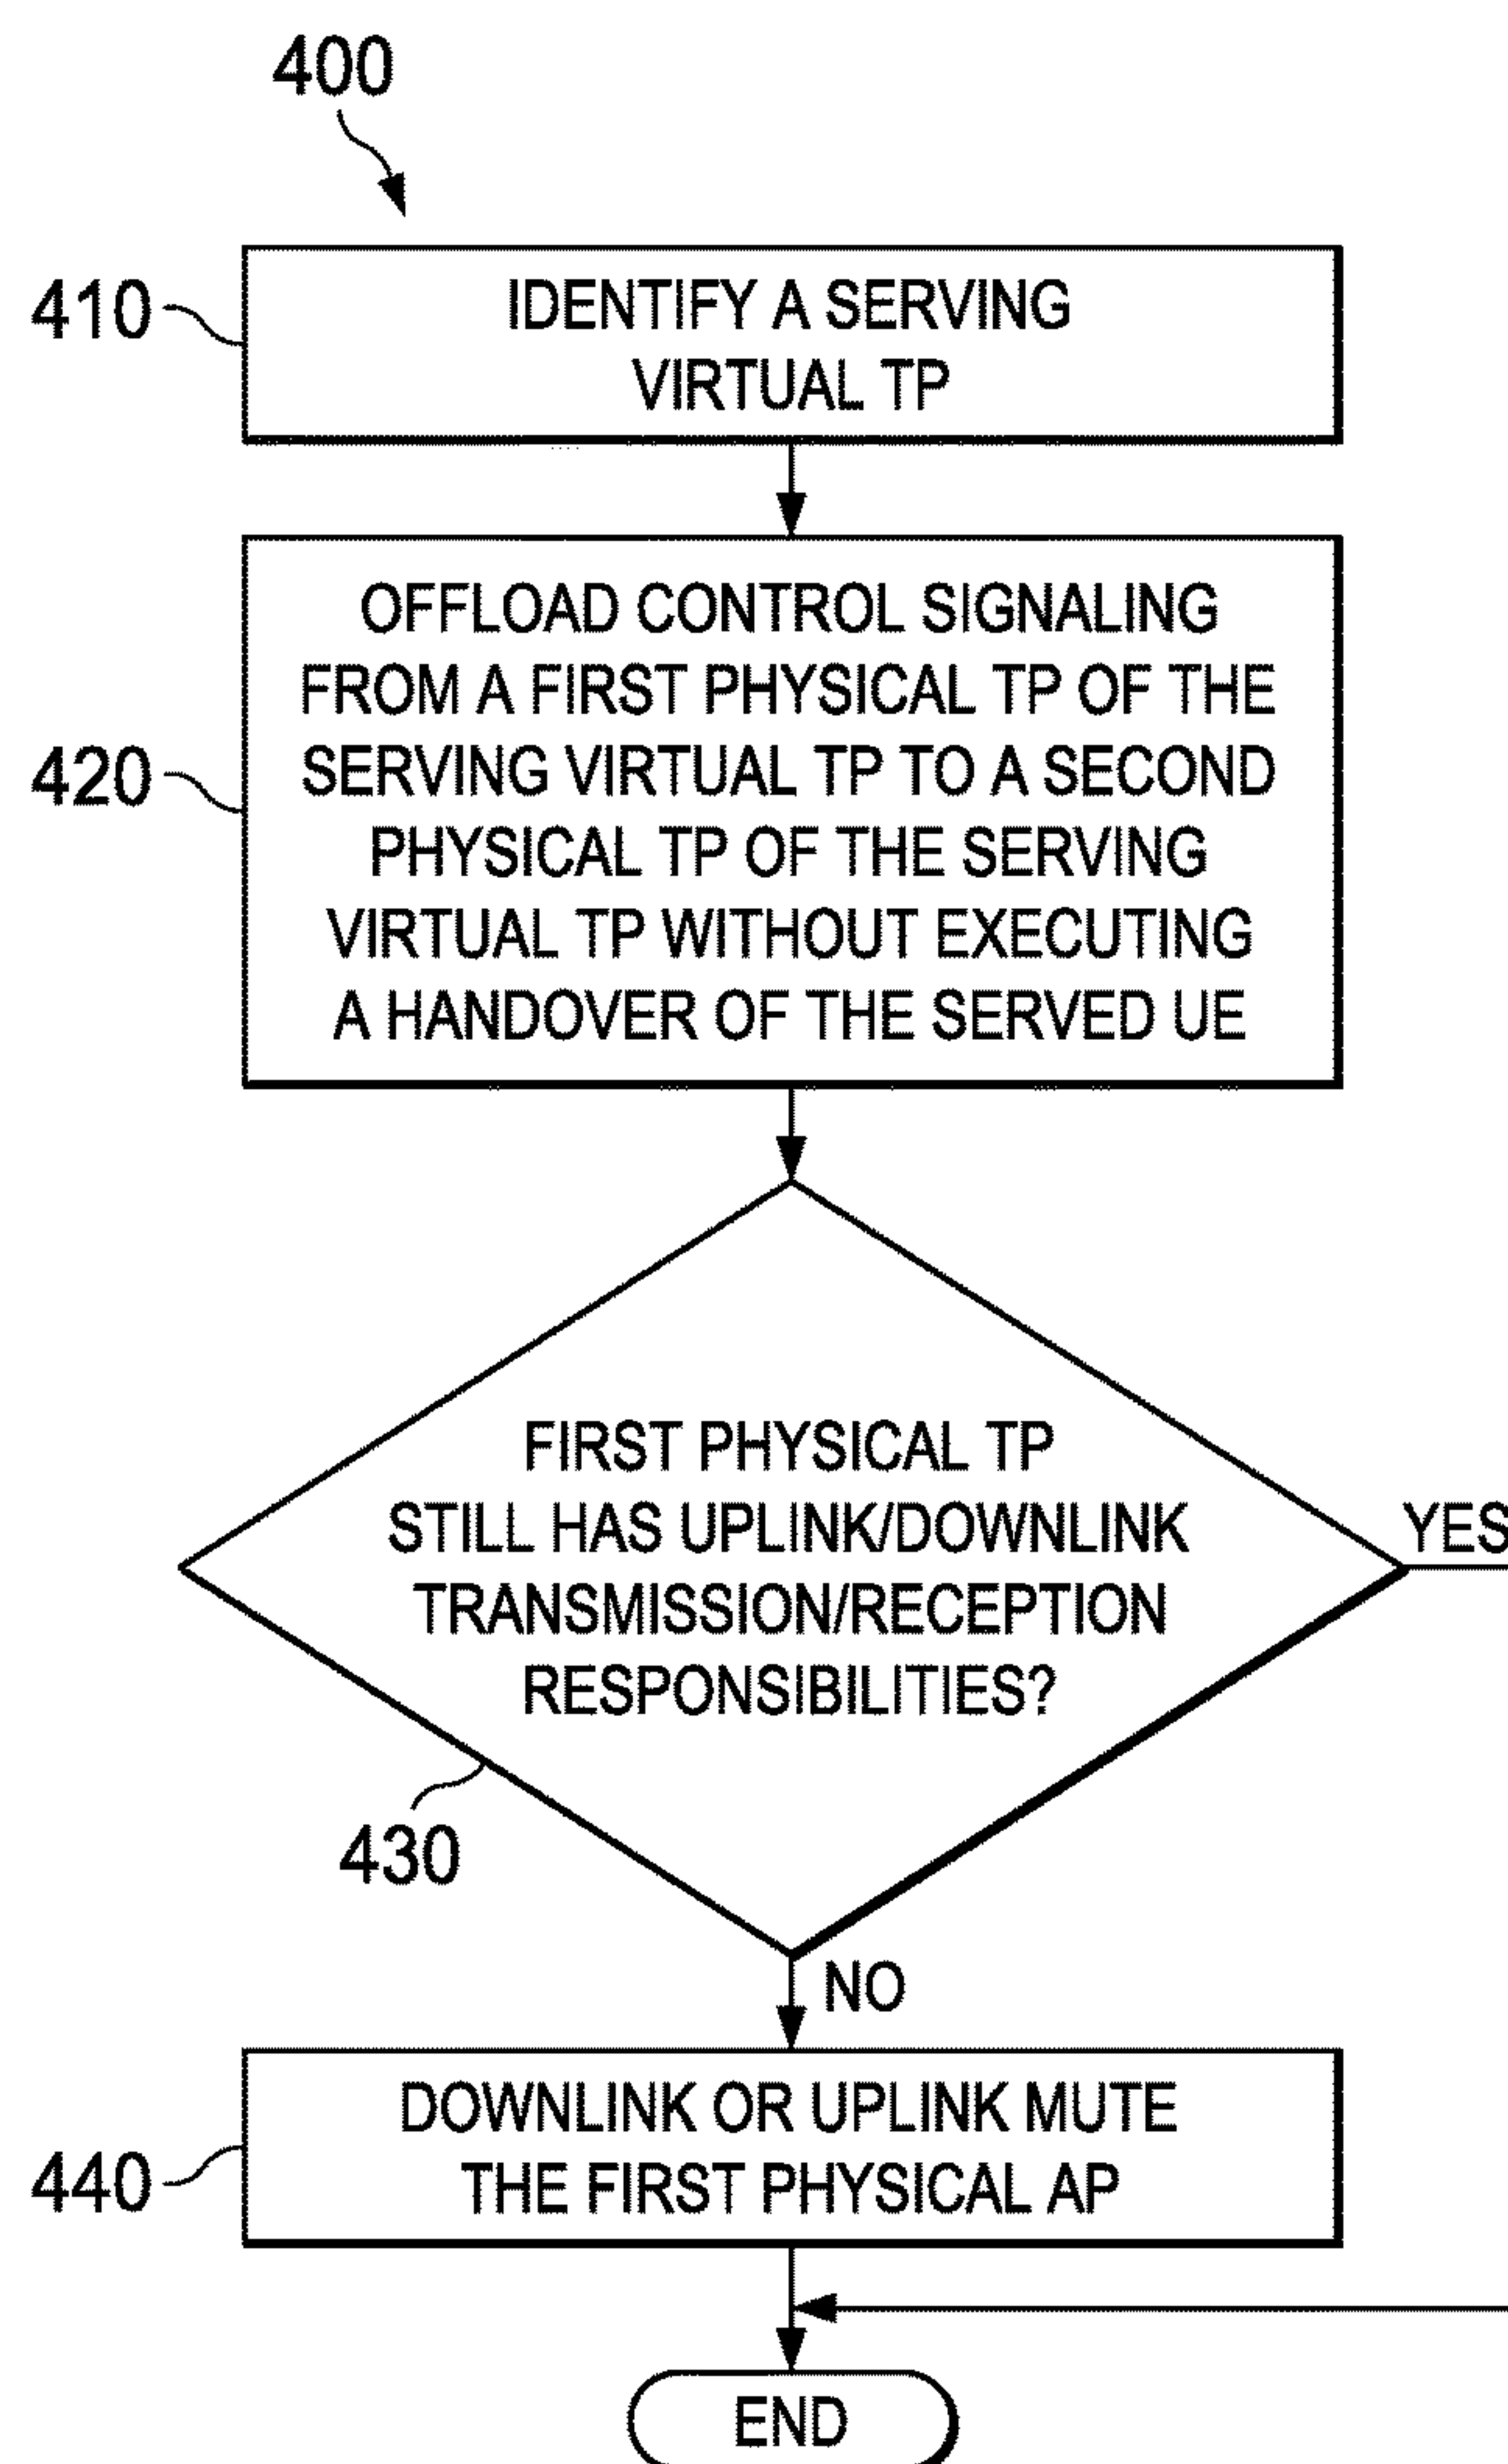 400
410
IDENTIFY A SERVING
VIRTUAL TP
420
OFFLOAD CONTROL SIGNALING
FROM A FIRST PHYSICAL TP OF THE
SERVING VIRTUAL TP TO A SECOND
PHYSICAL TP OF THE SERVING
VIRTUAL TP WITHOUT EXECUTING
A HANDOVER OF THE SERVED UE
FIRST PHYSICAL TP
STILL HAS UPLINK/DOWNLINK
TRANSMISSION/RECEPTION
RESPONSIBILITIES?
YES
430
NO
440
DOWNLINK OR UPLINK MUTE
THE FIRST PHYSICAL AP
END